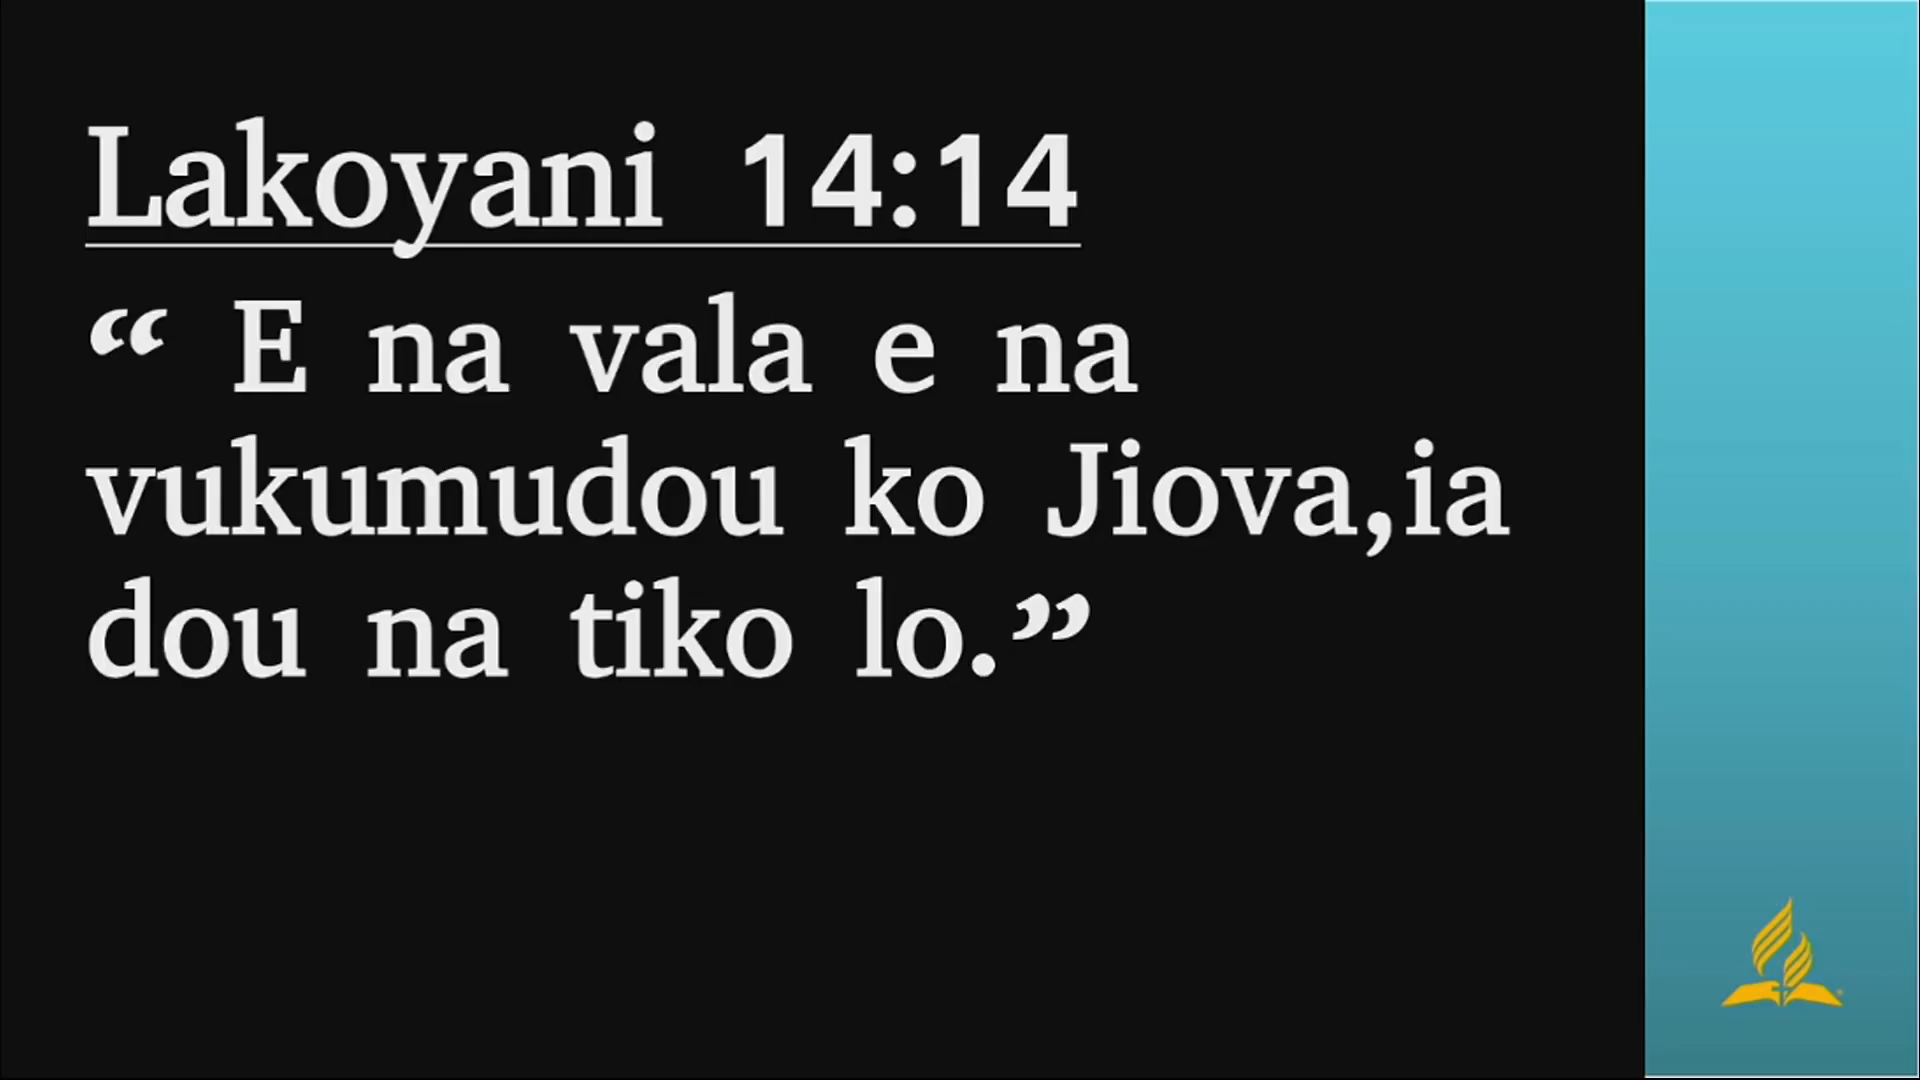 Lakoyani 14:14
“ E na vala e na
vukumudou ko Jiova,ia
dou na tiko lo.”